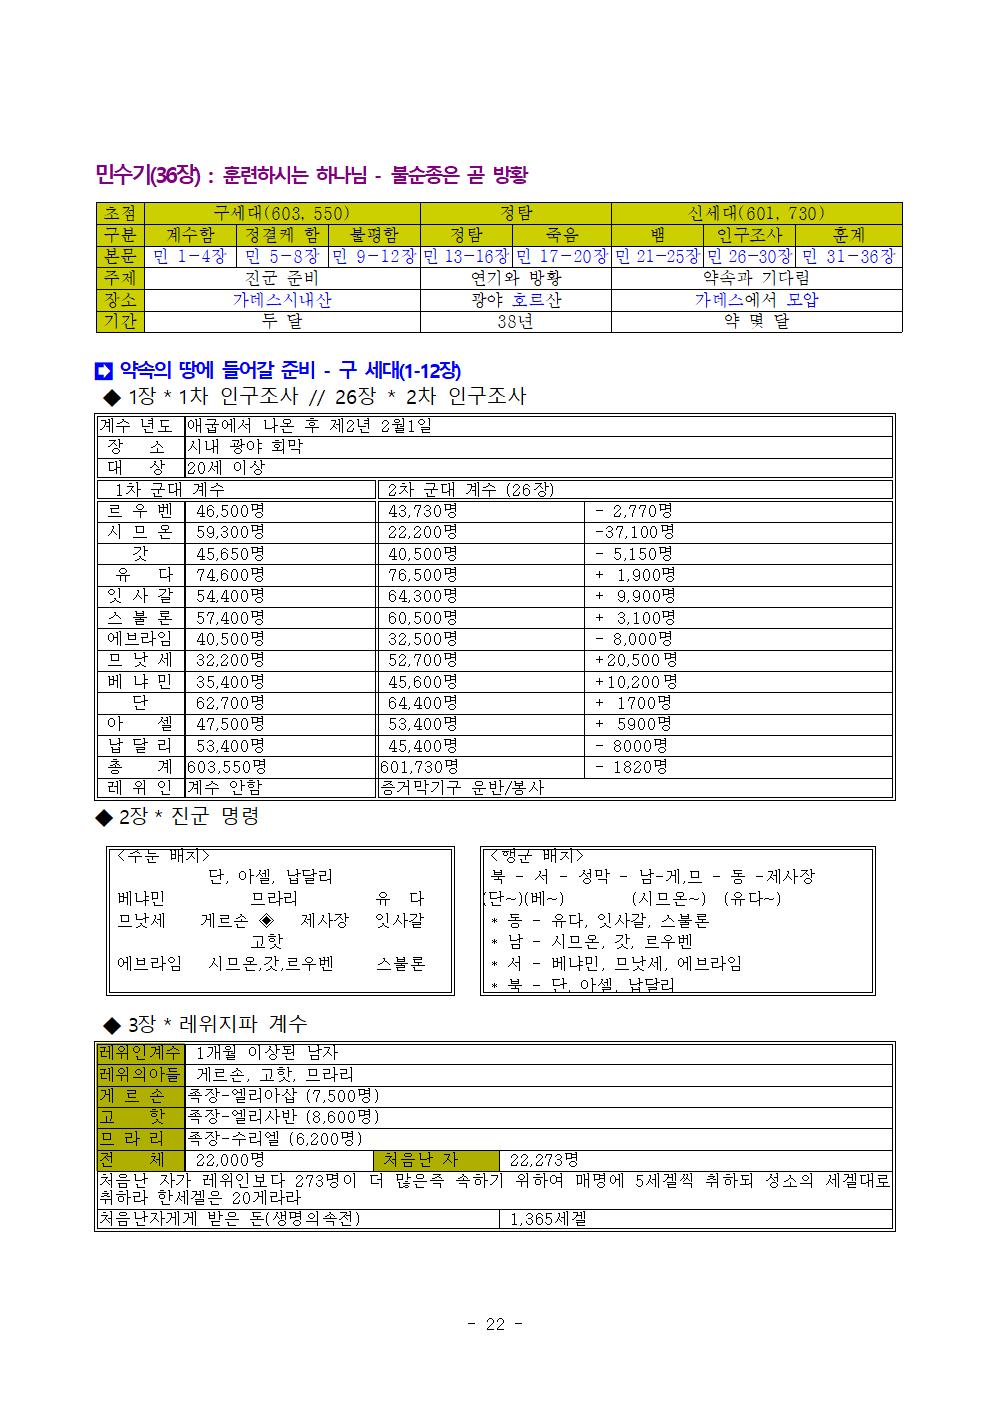 민수기(36장) : 훈련하시는 하나님 - 불순종은 곧 방황
초점 구세대(603, 550) 정탐 신세대(601, 730)
구분 계수함 정결케 함 불평함 정탐 죽음 뱀 인구조사 훈계
본문 민 1-4장 민 5-8장 민 9-12장 민 13-16장 민 17-20장 민 21-25장 민 26-30장 민 31-36장
주제 진군 준비 연기와 방황 약속과 기다림
장소 가데스시내산 광야 호르산 가데스에서 모압
기간 두 달 38년 약 몇 달
➡ 약속의 땅에 들어갈 준비 - 구 세대(1-12장)
◆ 1장 * 1차 인구조사 // 26장 * 2차 인구조사
계수 년도 애굽에서 나온 후 제2년 2월1일
장 소 시내 광야 회막
대 상 20세 이상
1차 군대 계수 2차 군대 계수 (26장)
르 우 벤 46,500명 43,730명 - 2,770명
시 므 온 59,300명 22,200명 -37,100명
갓 45,650명 40,500명 - 5,150명
유 다 74,600명 76,500명 + 1,900명
잇 사 갈 54,400명 64,300명 + 9,900명
스 불 론 57,400명 60,500명 + 3,100명
에브라임 40,500명 32,500명 - 8,000명
므 낫 세 32,200명 52,700명 +20,500명
베 냐 민 35,400명 45,600명 +10,200명
단 62,700명 64,400명 + 1700명
아 셀 47,500명 53,400명 + 5900명
납 달 리 53,400명 45,400명 - 8000명
총 계 603,550명 601,730명 - 1820명
레 위 인 계수 안함 증거막기구 운반/봉사
◆ 2장 * 진군 명령
<주둔 배치>
단, 아셀, 납달리
베냐민 므라리 유 다
므낫세 게르손 ◈ 제사장 잇사갈
고핫
에브라임 시므온,갓,르우벤 스불론
<행군 배치>
북 - 서 - 성막 - 남-게,므 - 동 -제사장
(단~)(베~) (시므온~) (유다~)
* 동 - 유다, 잇사갈, 스불론
* 남 - 시므온, 갓, 르우벤
* 서 - 베냐민, 므낫세, 에브라임
* 북 - 단, 아셀, 납달리
◆ 3장 * 레위지파 계수
레위인계수 1개월 이상된 남자
레위의아들 게르손, 고핫, 므라리
게 르 손 족장-엘리아삽 (7,500명)
고 핫 족장-엘리사반 (8,600명)
므 라 리 족장-수리엘 (6,200명)
전 체 22,000명 처음난 자 22,273명
처음난 자가 레위인보다 273명이 더 많은즉 속하기 위하여 매명에 5세겔씩 취하되 성소의 세겔대로
취하라 한세겔은 20게라라
처음난자게게 받은 돈(생명의속전) 1,365세겔
- 22 -